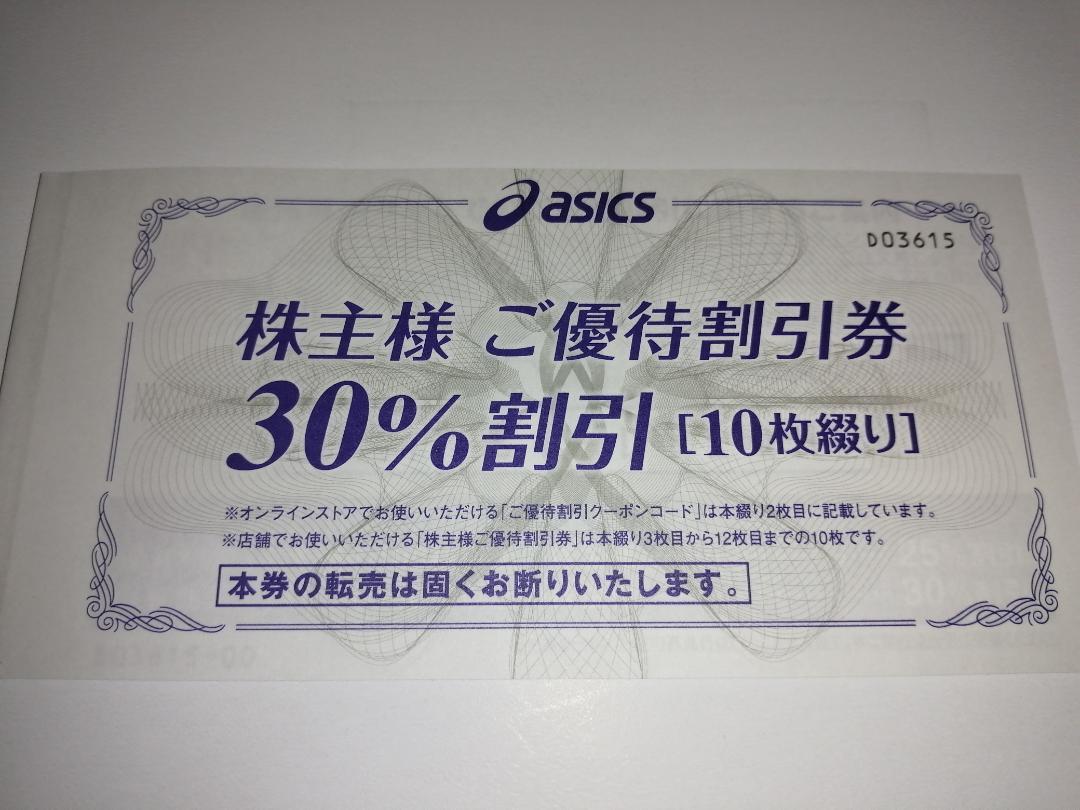 asics
D03615
株主様 ご優待割引券
30%割引 [10枚綴り]
※オンラインストアでお使いいただける「ご優待割引クーポンコード」は本綴り2枚目に記載しています。
※店舗でお使いいただける「株主様ご優待割引券」は本綴り3枚目から12枚目までの10枚です。
本券の転売は固くお断りいたします。